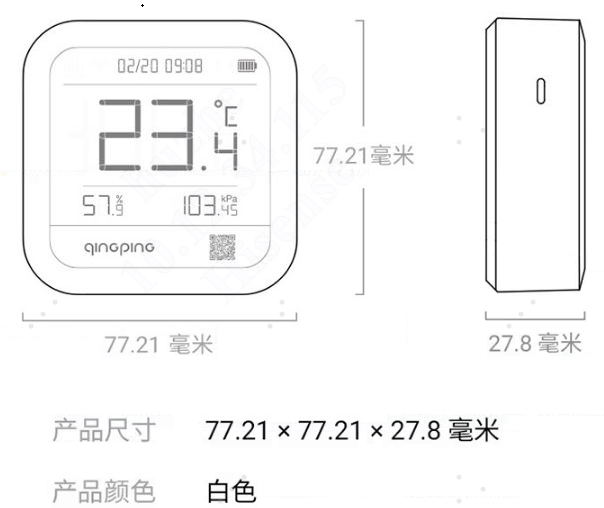 02/20 09:08
23.4 ℃
77.21毫米
57.9 % 103.45 kPa
qingping
77.21 毫米
27.8 毫米
产品尺寸 77.21 × 77.21 × 27.8 毫米
产品颜色 白色